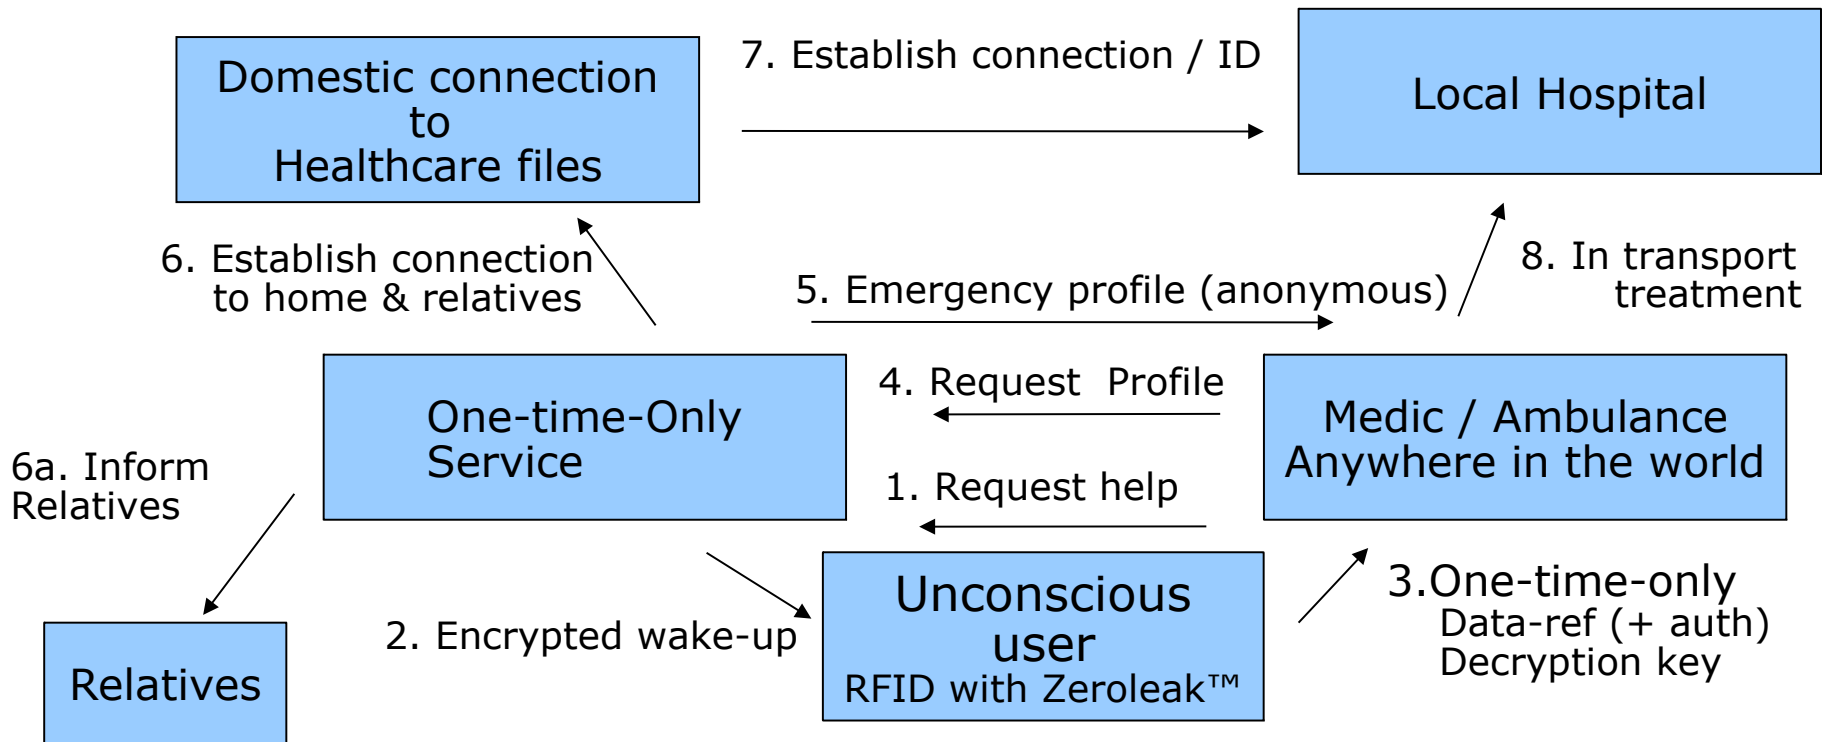 7. Establish connection / ID
Domestic connection
to
Healthcare files
Local Hospital
6. Establish connection
to home & relatives
5. Emergency profile (anonymous)
8. In transport
treatment
One-time-Only
Service
4. Request  Profile
1. Request help
Medic / Ambulance
Anywhere in the world
6a. Inform
Relatives
2. Encrypted wake-up
Unconscious
user
RFID with Zeroleak™
3.One-time-only
Data-ref (+ auth)
Decryption key
Relatives